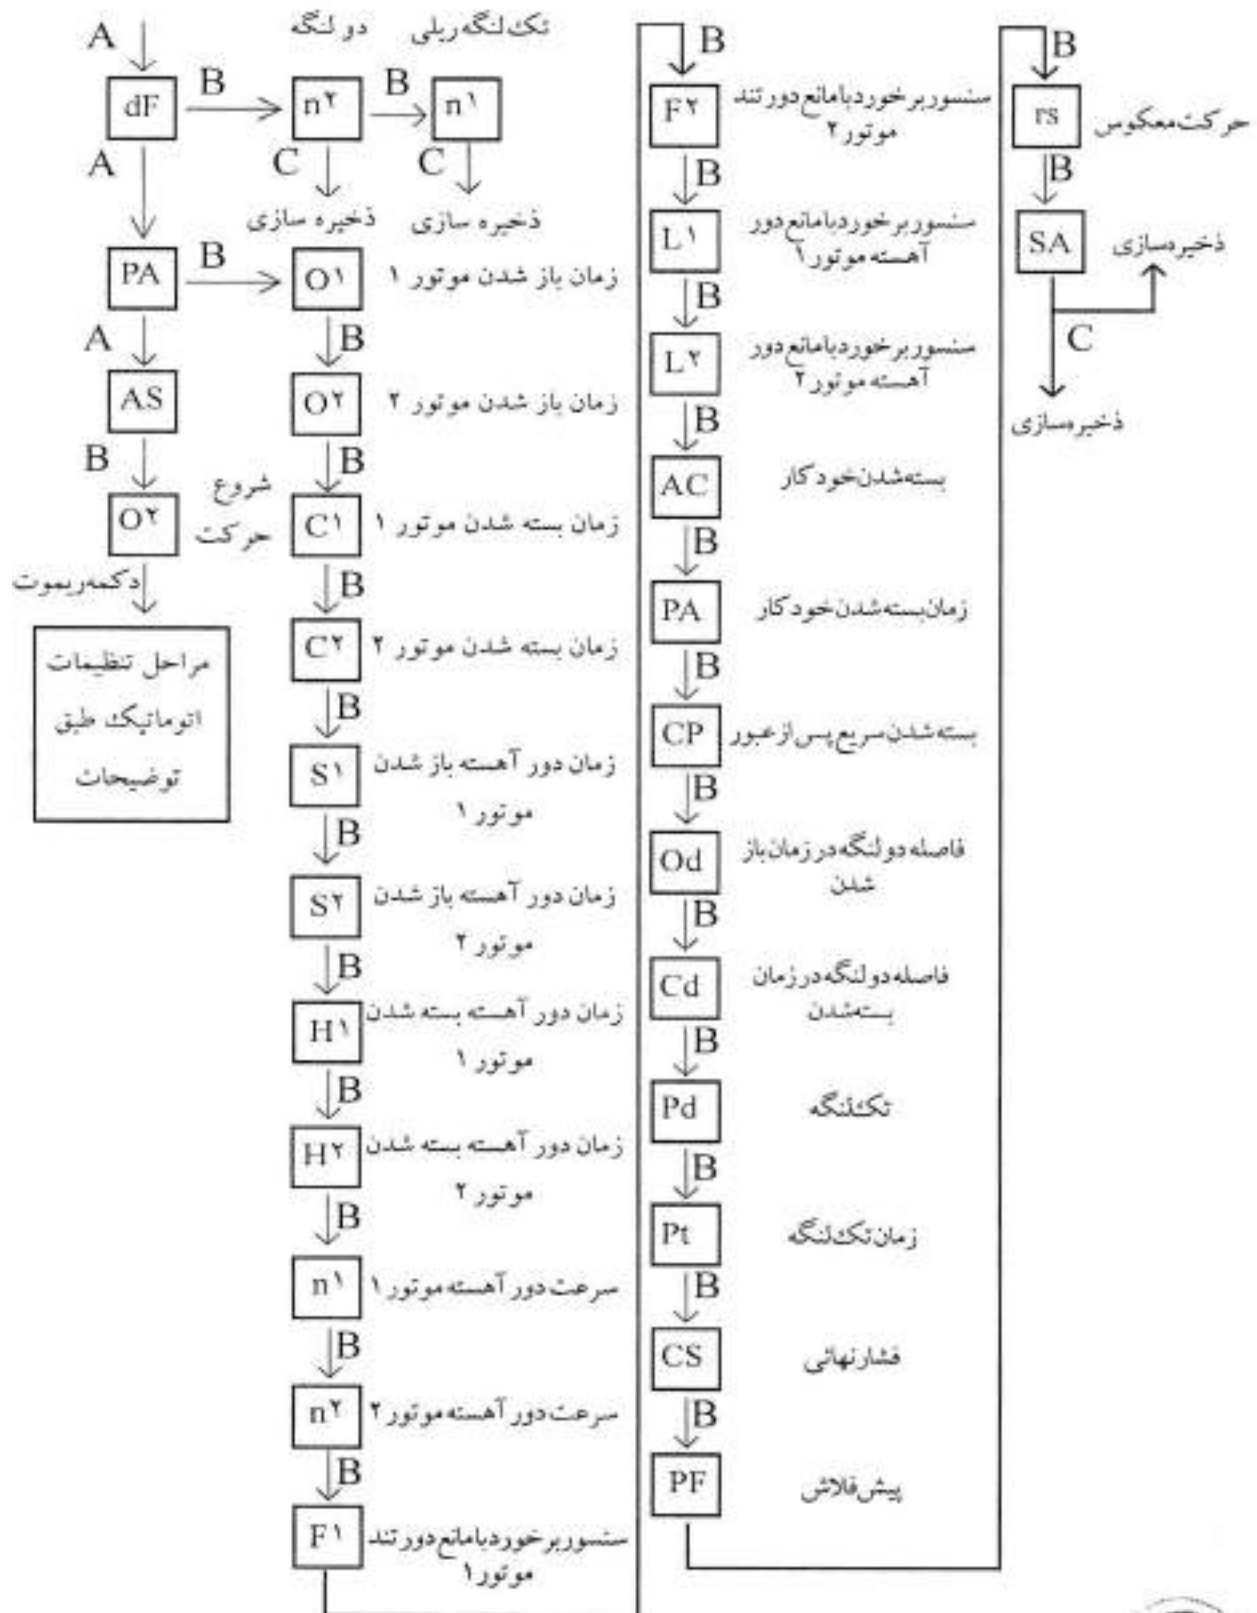 A
dF
B
دو لنگه
n۲
B
تک لنگه ریلی
n۱
A
C
ذخیره سازی
C
ذخیره سازی
PA
B
O۱
زمان باز شدن موتور ۱
A
B
AS
O۲
زمان باز شدن موتور ۲
B
B
O۲
شروع
حرکت
C۱
زمان بسته شدن موتور ۱
دکمه ریموت
B
مراحل تنظیمات
اتوماتیک طبق
توضیحات
C۲
زمان بسته شدن موتور ۲
B
S۱
زمان دور آهسته باز شدن
موتور ۱
B
S۲
زمان دور آهسته باز شدن
موتور ۲
B
H۱
زمان دور آهسته بسته شدن
موتور ۱
B
H۲
زمان دور آهسته بسته شدن
موتور ۲
B
n۱
سرعت دور آهسته موتور ۱
B
n۲
سرعت دور آهسته موتور ۲
B
F۱
سنسور برخورد با مانع دور تند
موتور ۱
B
F۲
سنسور برخورد با مانع دور تند
موتور ۲
B
L۱
سنسور برخورد با مانع دور
آهسته موتور ۱
B
L۲
سنسور برخورد با مانع دور
آهسته موتور ۲
B
AC
بسته شدن خودکار
B
PA
زمان بسته شدن خودکار
B
CP
بسته شدن سریع پس از عبور
B
Od
فاصله دو لنگه در زمان باز
شدن
B
Cd
فاصله دو لنگه در زمان
بسته شدن
B
Pd
تک لنگه
B
Pt
زمان تک لنگه
B
CS
فشار نهائی
B
PF
پیش فلاش
B
rs
حرکت معکوس
B
SA
ذخیره سازی
C
ذخیره سازی